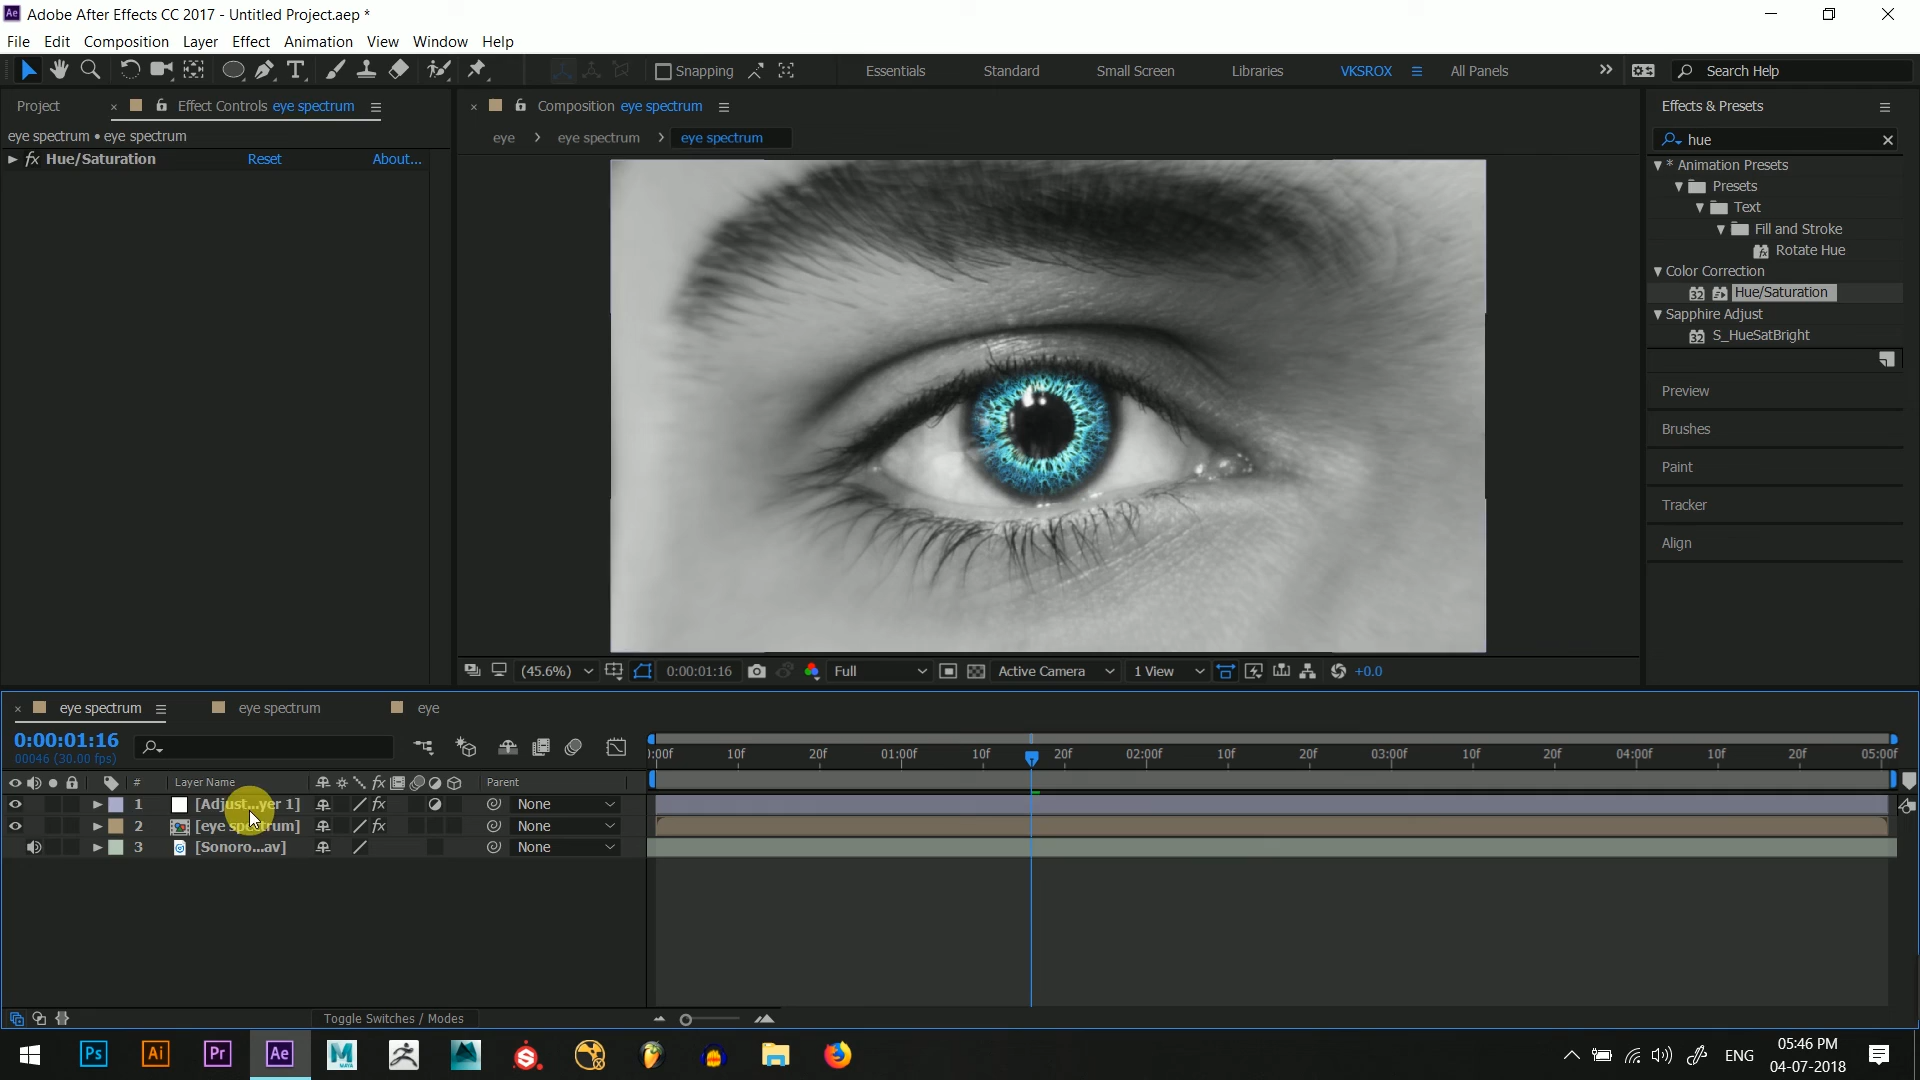 Adobe After Effects CC 2017 - Untitled Project.aep *
File Edit Composition Layer Effect Animation View Window Help
Snapping Essentials Standard Small Screen Libraries VKSROX All Panels Search Help
Project × Effect Controls eye spectrum × Composition eye spectrum Effects & Presets
eye spectrum • eye spectrum
eye > eye spectrum > eye spectrum
hue
fx Hue/Saturation Reset About...
* Animation Presets
Presets
Text
Fill and Stroke
Rotate Hue
Color Correction
32 Hue/Saturation
Sapphire Adjust
32 S_HueSatBright
Preview
Brushes
Paint
Tracker
Align
(45.6%) 0:00:01:16 Full Active Camera 1 View +0.0
× eye spectrum eye spectrum eye
0:00:01:16
00046 (30.00 fps)
):00f 10f 20f 01:00f 10f 20f 02:00f 10f 20f 03:00f 10f 20f 04:00f 10f 20f 05:00f
# Layer Name fx Parent
1 [Adjust...yer 1] fx None
2 [eye spectrum] fx None
3 [Sonoro...av] None
Toggle Switches / Modes
Ps Ai Pr Ae M MAYA S ENG 05:46 PM
04-07-2018